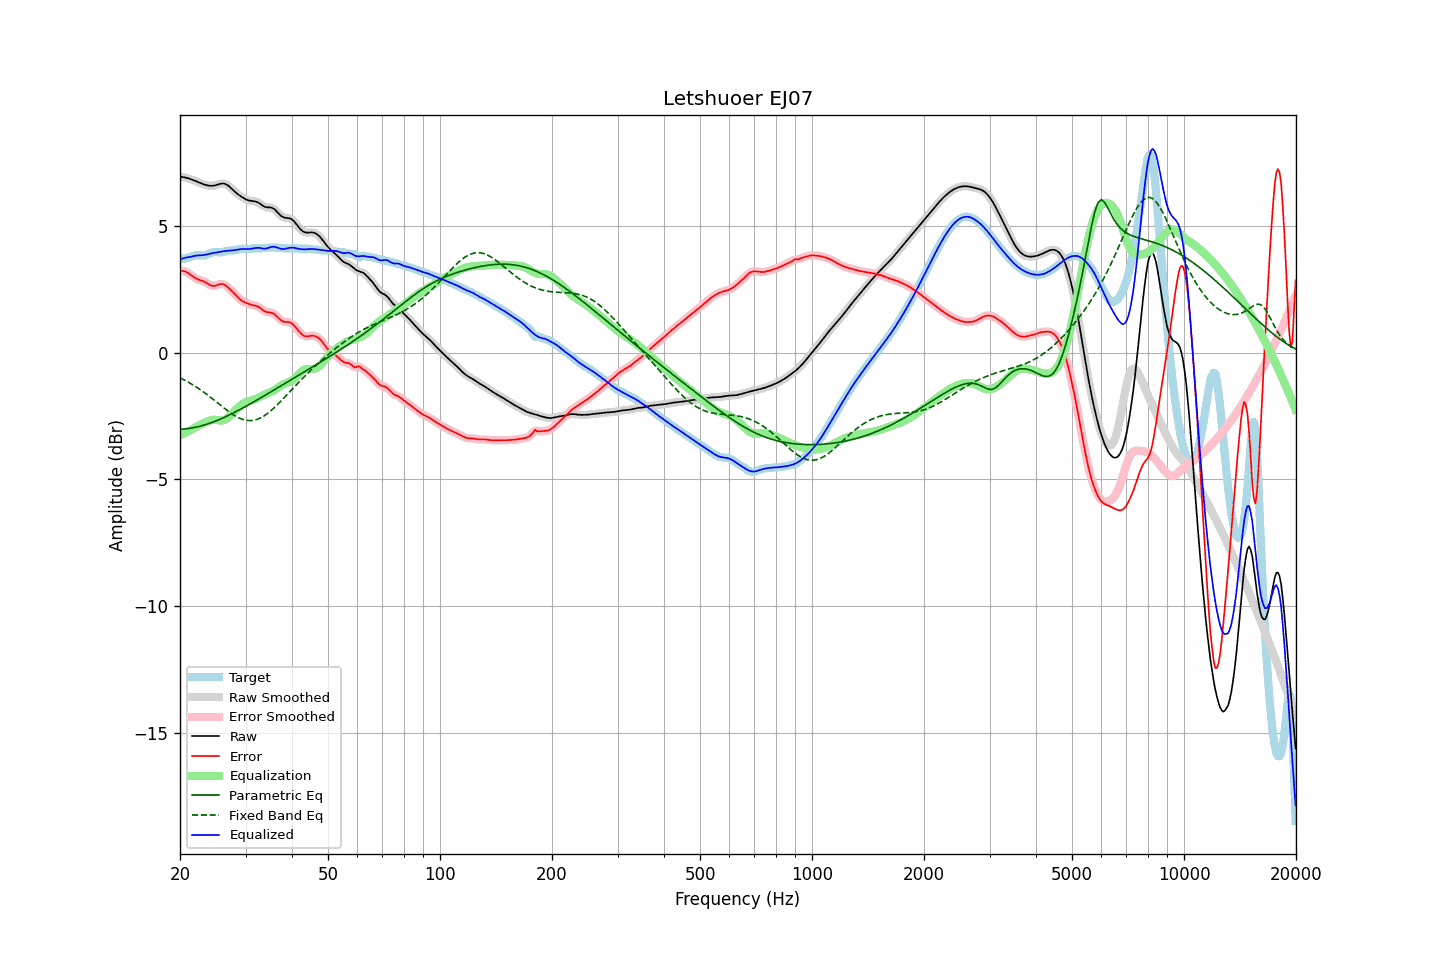 Letshuoer EJ07
Amplitude (dBr)
5
0
−5
−10
−15
Target
Raw Smoothed
Error Smoothed
Raw
Error
Equalization
Parametric Eq
Fixed Band Eq
Equalized
20 50 100 200 500 1000 2000 5000 10000 20000
Frequency (Hz)